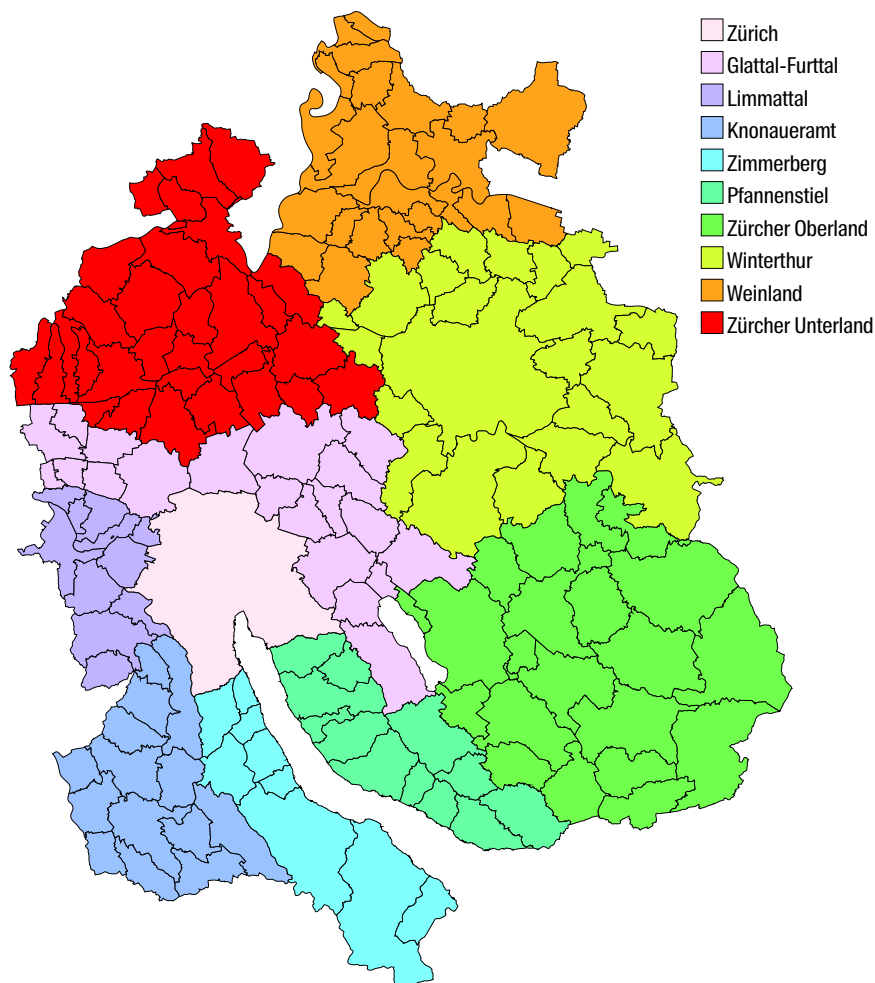 Zürich
Glattal-Furttal
Limmattal
Knonaueramt
Zimmerberg
Pfannenstiel
Zürcher Oberland
Winterthur
Weinland
Zürcher Unterland